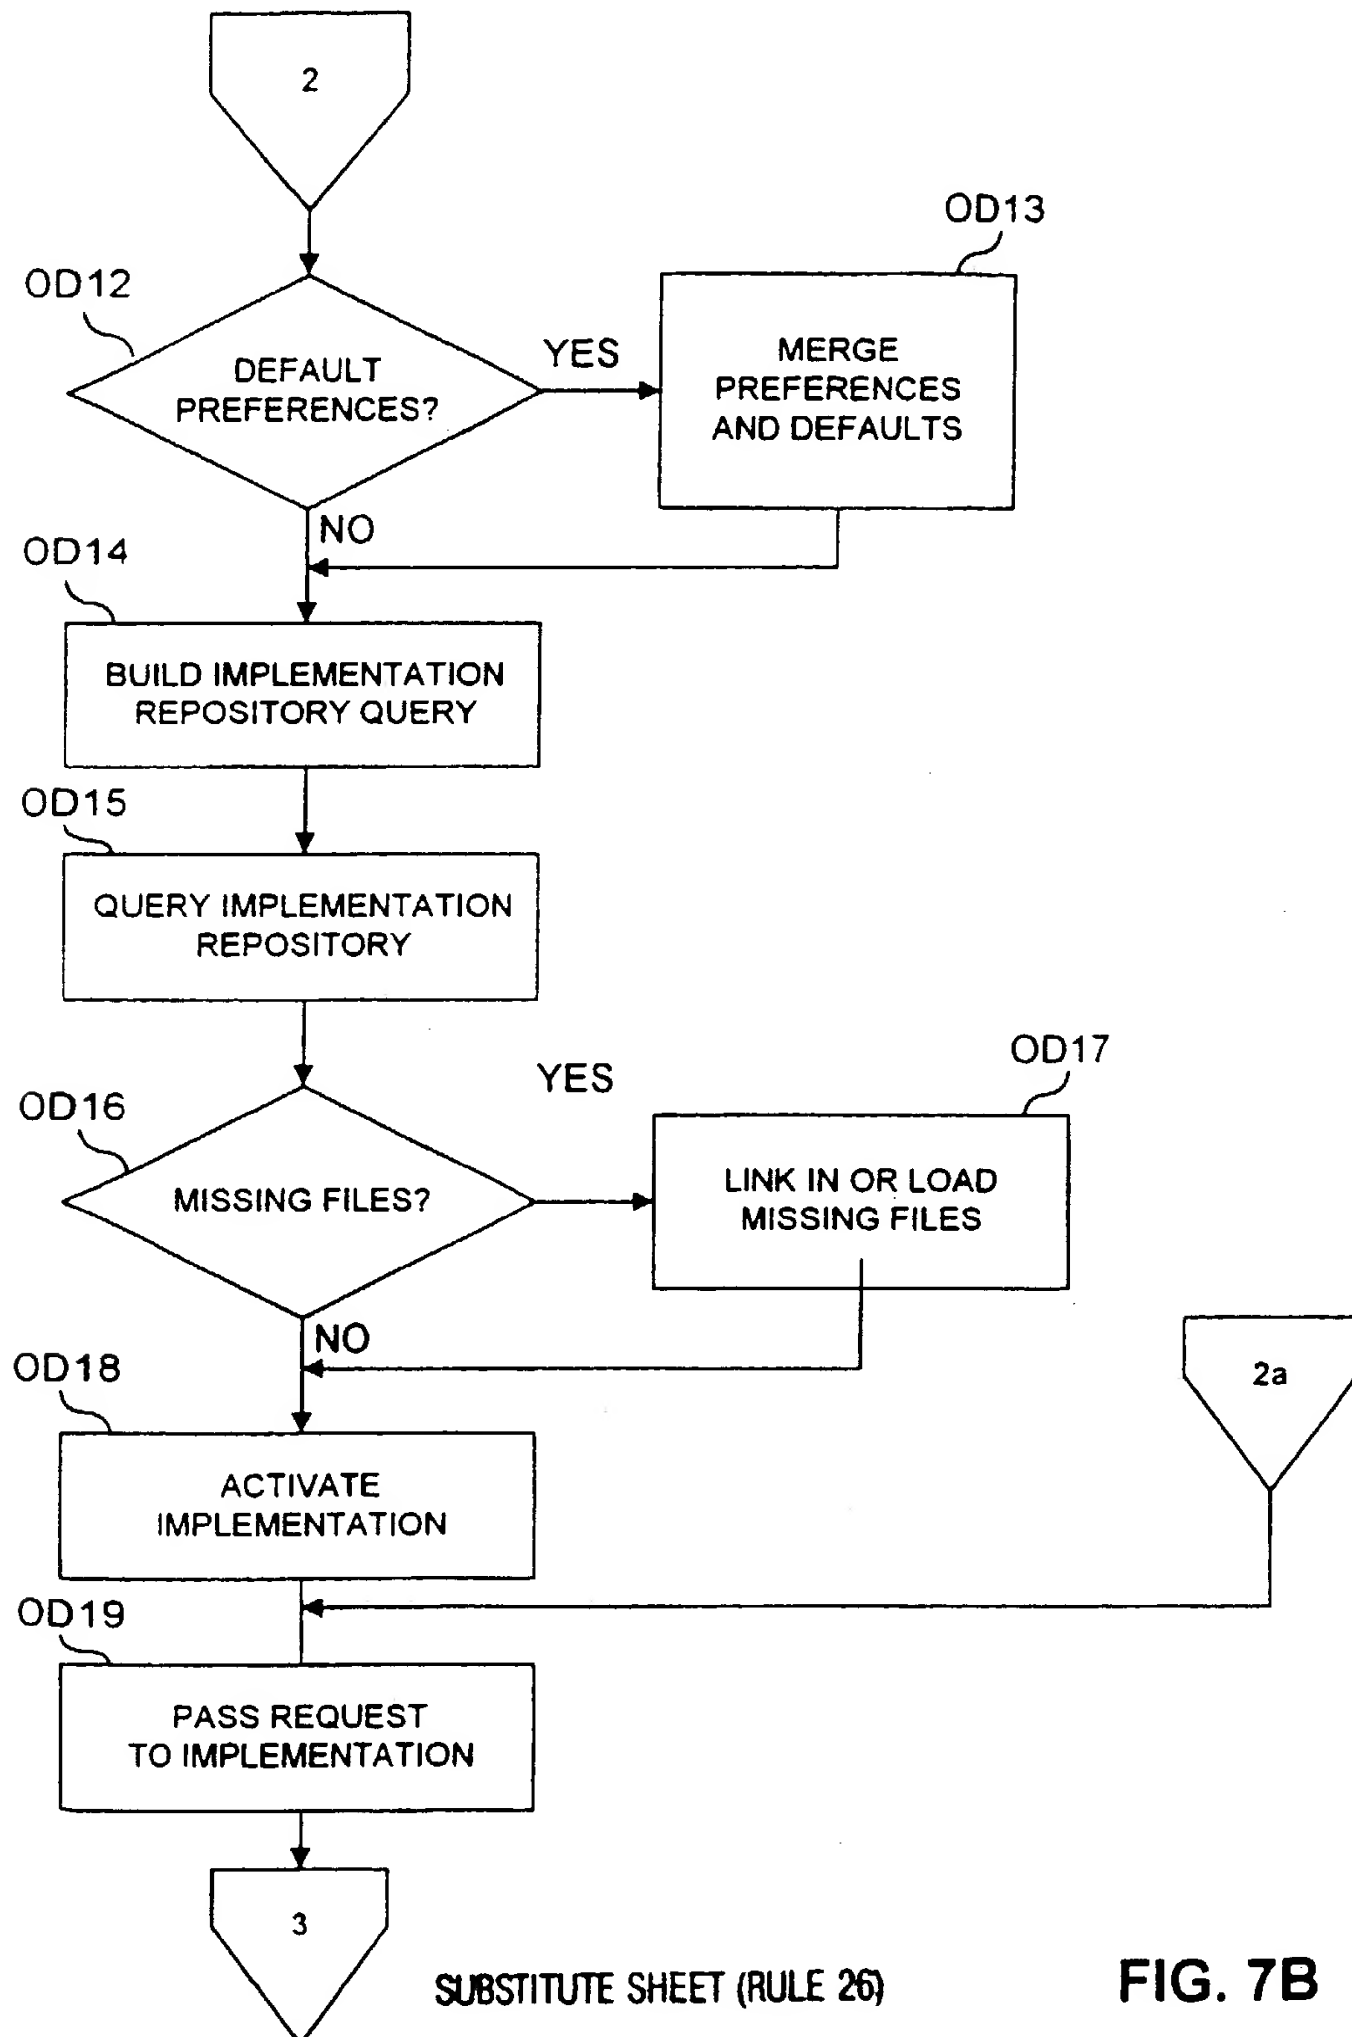 2
OD13
OD12
YES
DEFAULT
PREFERENCES?
MERGE
PREFERENCES
AND DEFAULTS
NO
OD14
BUILD IMPLEMENTATION
REPOSITORY QUERY
OD15
QUERY IMPLEMENTATION
REPOSITORY
OD17
YES
OD16
MISSING FILES?
LINK IN OR LOAD
MISSING FILES
NO
OD18
2a
ACTIVATE
IMPLEMENTATION
OD19
PASS REQUEST
TO IMPLEMENTATION
3
SUBSTITUTE SHEET (RULE 26)
FIG. 7B